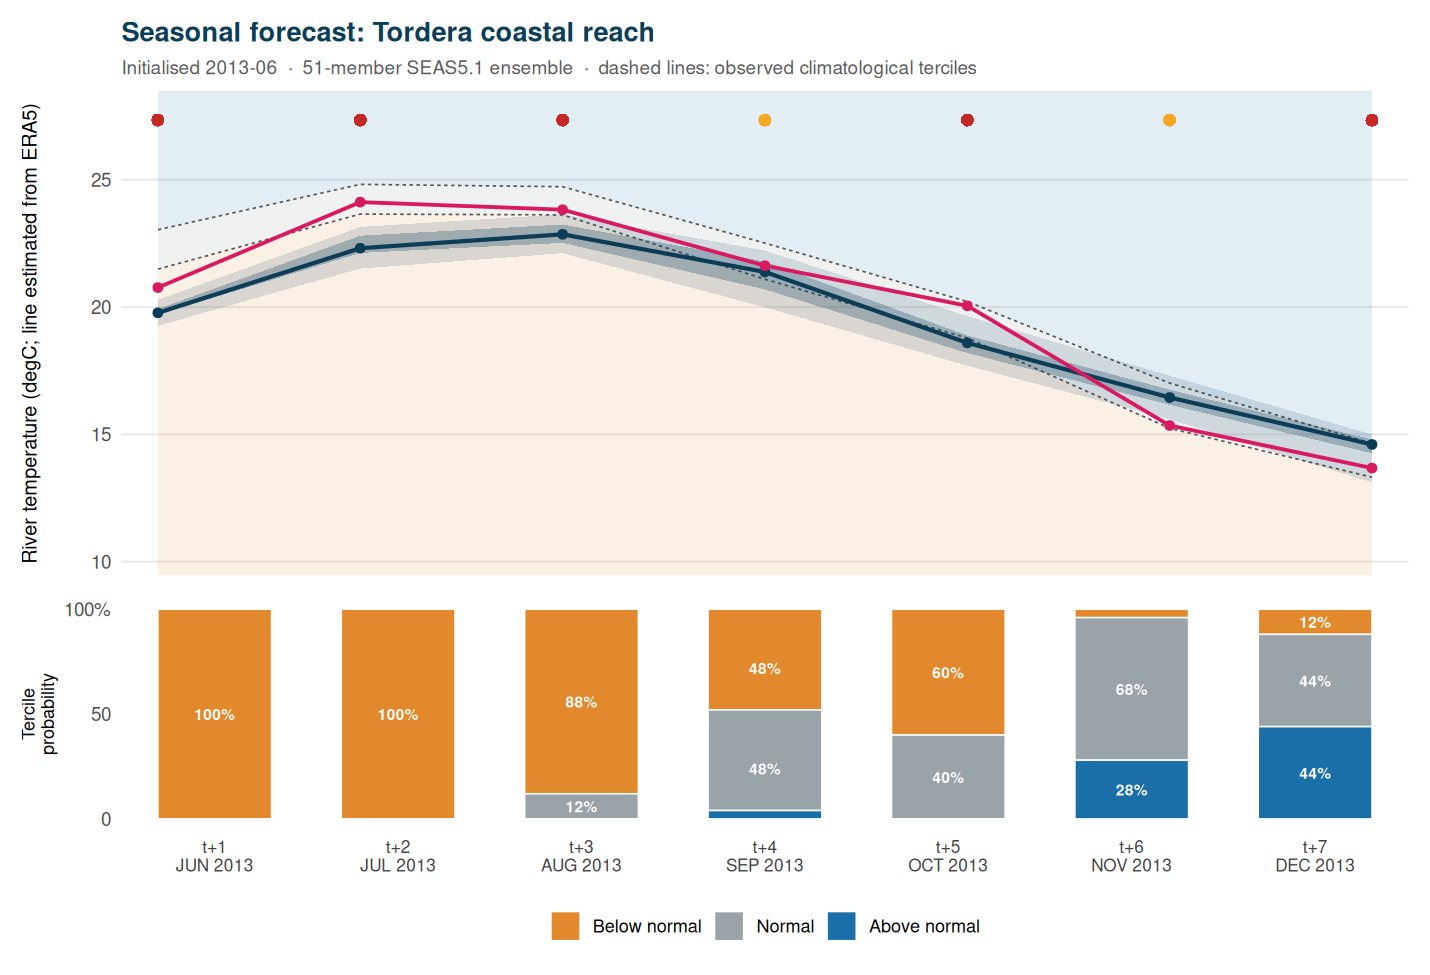 Seasonal forecast: Tordera coastal reach
Initialised 2013-06 · 51-member SEAS5.1 ensemble · dashed lines: observed climatological terciles
River temperature (degC; line estimated from ERA5)
25
20
15
10
Tercile
probability
100%
50
0
100%
100%
88%
12%
48%
48%
60%
40%
68%
28%
12%
44%
44%
t+1
JUN 2013
t+2
JUL 2013
t+3
AUG 2013
t+4
SEP 2013
t+5
OCT 2013
t+6
NOV 2013
t+7
DEC 2013
Below normal
Normal
Above normal